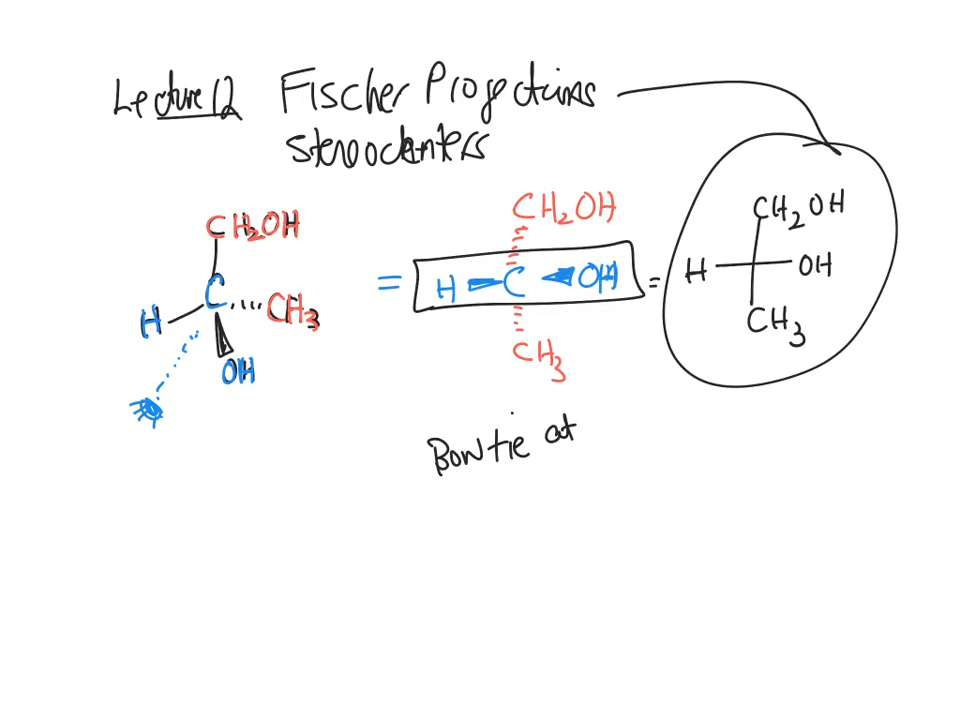 Lecture 12 Fischer Projections
stereocenters
CH2OH
C
CH3
H
OH
=
CH2OH
H C OH
CH3
=
CH2OH
H OH
CH3
Bowtie at